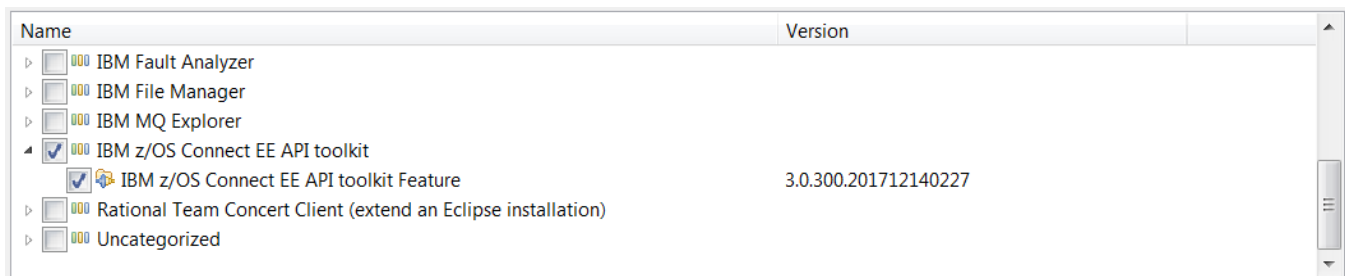 Name Version
IBM Fault Analyzer
IBM File Manager
IBM MQ Explorer
IBM z/OS Connect EE API toolkit
IBM z/OS Connect EE API toolkit Feature 3.0.300.201712140227
Rational Team Concert Client (extend an Eclipse installation)
Uncategorized